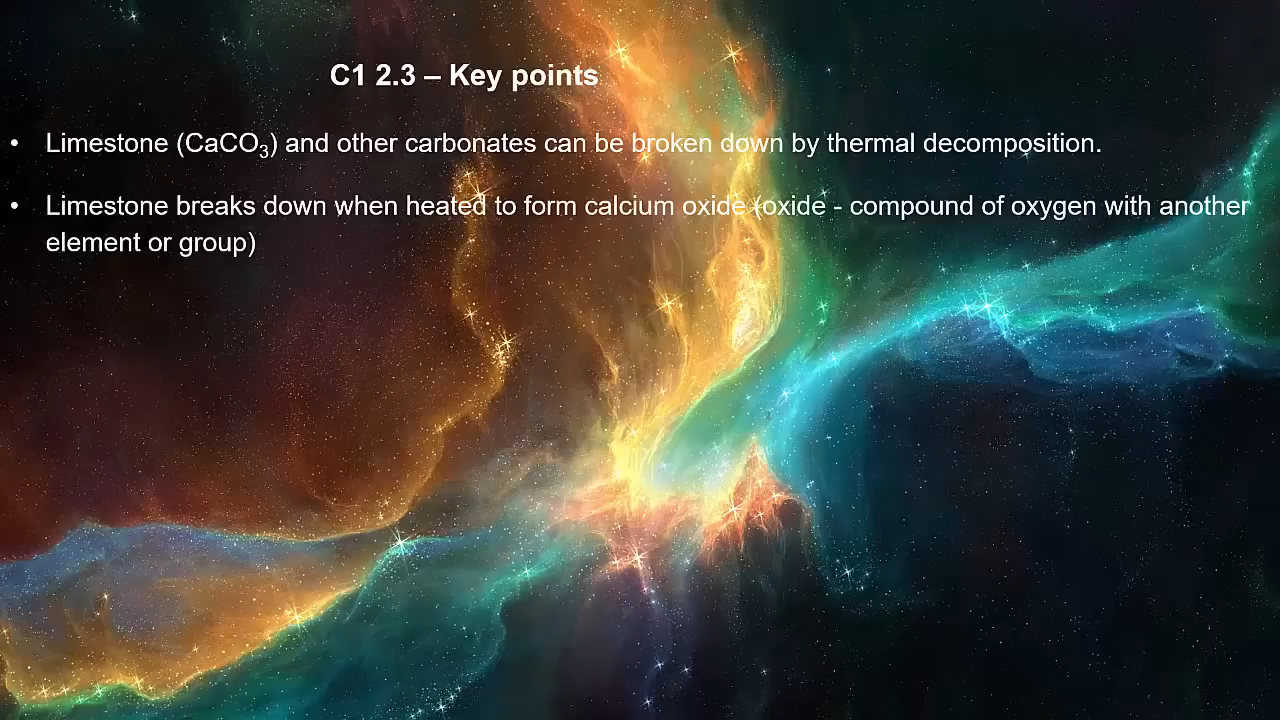 C1 2.3 – Key points
• Limestone (CaCO₃) and other carbonates can be broken down by thermal decomposition.
• Limestone breaks down when heated to form calcium oxide (oxide - compound of oxygen with another
element or group)